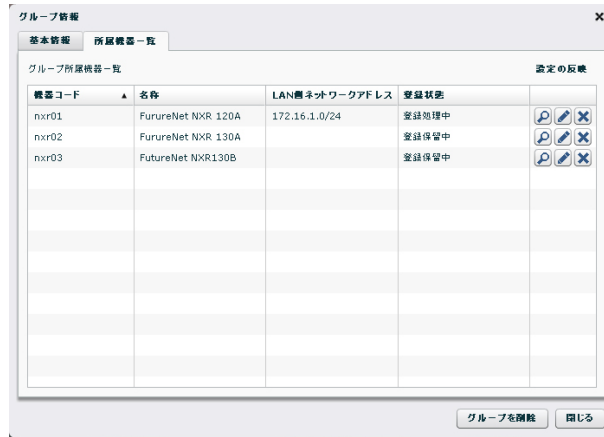 グループ情報
基本情報 所属機器一覧
グループ所属機器一覧 設定の反映
機器コード ▲ 名称 LAN側ネットワークアドレス 登録状態
nxr01 FurureNet NXR 120A 172.16.1.0/24 登録処理中
nxr02 FurureNet NXR 130A 登録保留中
nxr03 FutureNet NXR130B 登録保留中
グループを削除 閉じる